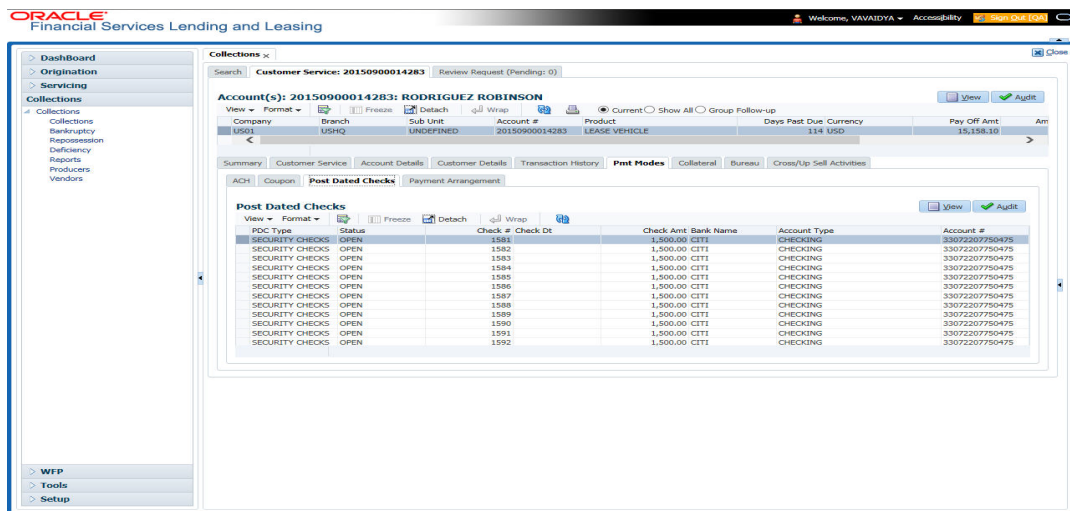 ORACLE
Financial Services Lending and Leasing
Welcome, VAVAIDYA Accessibility Sign Out [QA]
Close
DashBoard
Origination
Servicing
Collections
Collections
Collections
Bankruptcy
Repossession
Deficiency
Reports
Producers
Vendors
WFP
Tools
Setup
Collections x
Search Customer Service: 20150900014283 Review Request (Pending: 0)
Account(s): 20150900014283: RODRIGUEZ ROBINSON
View Audit
View Format Freeze Detach Wrap Current Show All Group Follow-up
Company Branch Sub Unit Account # Product Days Past Due Currency Pay Off Amt Am
US01 USHQ UNDEFINED 20150900014283 LEASE VEHICLE 114 USD 15,158.10
Summary Customer Service Account Details Customer Details Transaction History Pmt Modes Collateral Bureau Cross/Up Sell Activities
ACH Coupon Post Dated Checks Payment Arrangement
Post Dated Checks
View Audit
View Format Freeze Detach Wrap
PDC Type Status Check # Check Dt Check Amt Bank Name Account Type Account #
SECURITY CHECKS OPEN 1581 1,500.00 CITI CHECKING 33072207750475
SECURITY CHECKS OPEN 1582 1,500.00 CITI CHECKING 33072207750475
SECURITY CHECKS OPEN 1583 1,500.00 CITI CHECKING 33072207750475
SECURITY CHECKS OPEN 1584 1,500.00 CITI CHECKING 33072207750475
SECURITY CHECKS OPEN 1585 1,500.00 CITI CHECKING 33072207750475
SECURITY CHECKS OPEN 1586 1,500.00 CITI CHECKING 33072207750475
SECURITY CHECKS OPEN 1587 1,500.00 CITI CHECKING 33072207750475
SECURITY CHECKS OPEN 1588 1,500.00 CITI CHECKING 33072207750475
SECURITY CHECKS OPEN 1589 1,500.00 CITI CHECKING 33072207750475
SECURITY CHECKS OPEN 1590 1,500.00 CITI CHECKING 33072207750475
SECURITY CHECKS OPEN 1591 1,500.00 CITI CHECKING 33072207750475
SECURITY CHECKS OPEN 1592 1,500.00 CITI CHECKING 33072207750475